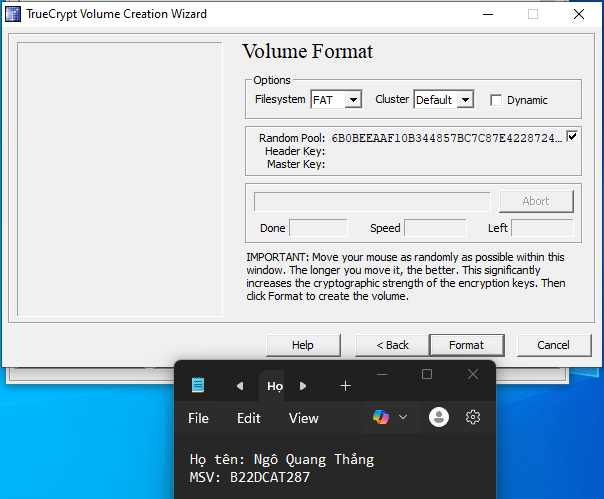 TrueCrypt Volume Creation Wizard
Volume Format
Options
Filesystem FAT Cluster Default Dynamic
Random Pool: 6B0BEEAAF10B344857BC7C87E4228724...
Header Key:
Master Key:
Abort
Done Speed Left
IMPORTANT: Move your mouse as randomly as possible within this
window. The longer you move it, the better. This significantly
increases the cryptographic strength of the encryption keys. Then
click Format to create the volume.
Help < Back Format Cancel
Họ
File Edit View
Họ tên: Ngô Quang Thắng
MSV: B22DCAT287